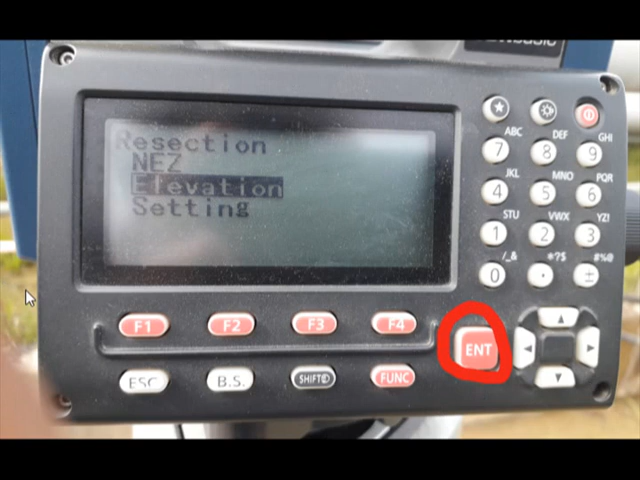 Resection
NEZ
Elevation
Setting
ABC DEF GHI
7 8 9
JKL MNO PQR
4 5 6
STU VWX YZ!
1 2 3
/_& *?$ #%@
0 . ±
F1 F2 F3 F4
ENT
ESC B.S. SHIFT FUNC